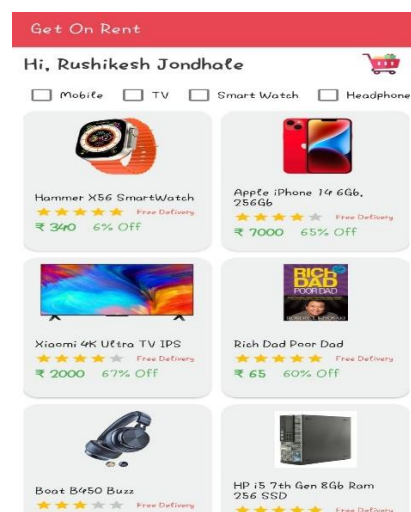 Get On Rent
Hi, Rushikesh Jondhale
Mobile TV Smart Watch Headphone
Hammer X56 SmartWatch
Free Delivery
₹ 340 6% Off
Apple iPhone 14 6Gb,
256Gb
Free Delivery
₹ 7000 65% Off
Xiaomi 4K Ultra TV IPS
Free Delivery
₹ 2000 67% Off
RICH
DAD
POOR DAD
Rich Dad Poor Dad
Free Delivery
₹ 65 60% Off
Boat B450 Buzz
Free Delivery
HP i5 7th Gen 8Gb Ram
256 SSD
Free Delivery